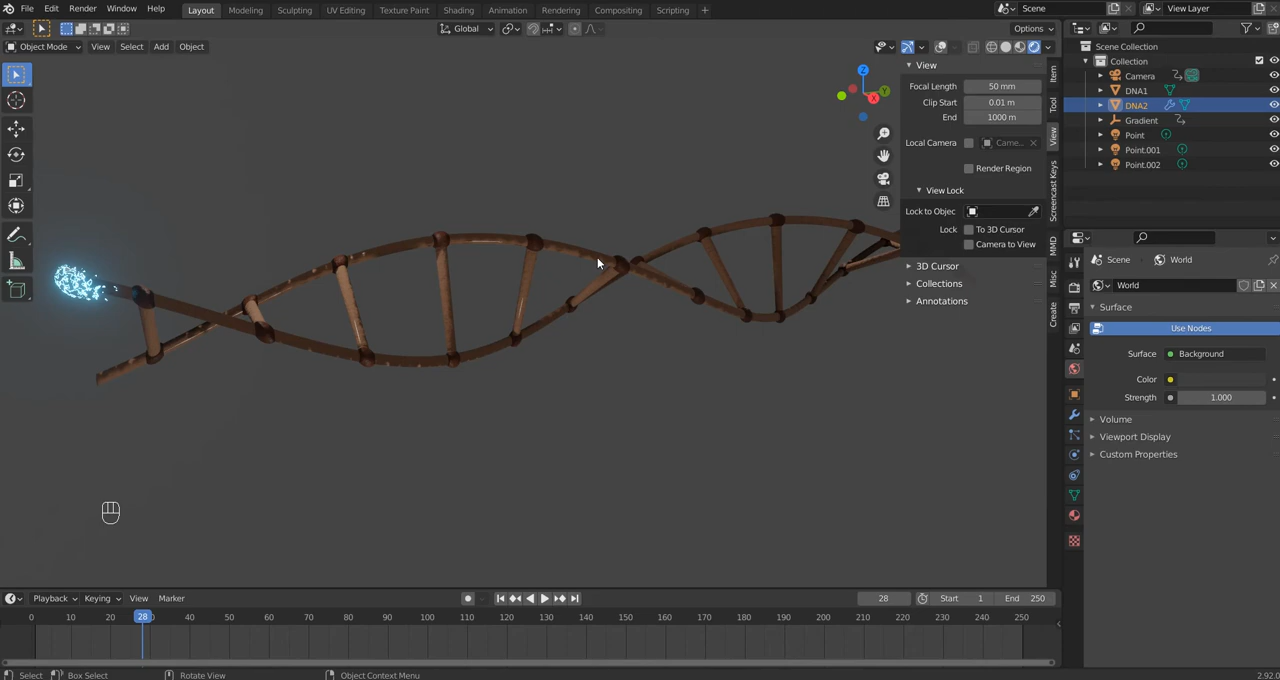 File Edit Render Window Help Layout Modeling Sculpting UV Editing Texture Paint Shading Animation Rendering Compositing Scripting + Scene View Layer
Global Options
Object Mode View Select Add Object
Scene Collection
Collection
Camera
DNA1
DNA2
Gradient
Point
Point.001
Point.002
Z
Y
X
View
Focal Length 50 mm
Clip Start 0.01 m
End 1000 m
Local Camera Came...
Render Region
View Lock
Lock to Objec
Lock To 3D Cursor
Camera to View
3D Cursor
Collections
Annotations
Item
Tool
View
Screencast Keys
MMD
Misc
Create
Scene World
World
Surface
Use Nodes
Surface Background
Color
Strength 1.000
Volume
Viewport Display
Custom Properties
Playback Keying View Marker 28 Start 1 End 250
0 10 28 40 50 60 70 80 90 100 110 120 130 140 150 160 170 180 190 200 210 220 230 240 250
Select Box Select Rotate View Object Context Menu 2.92.0